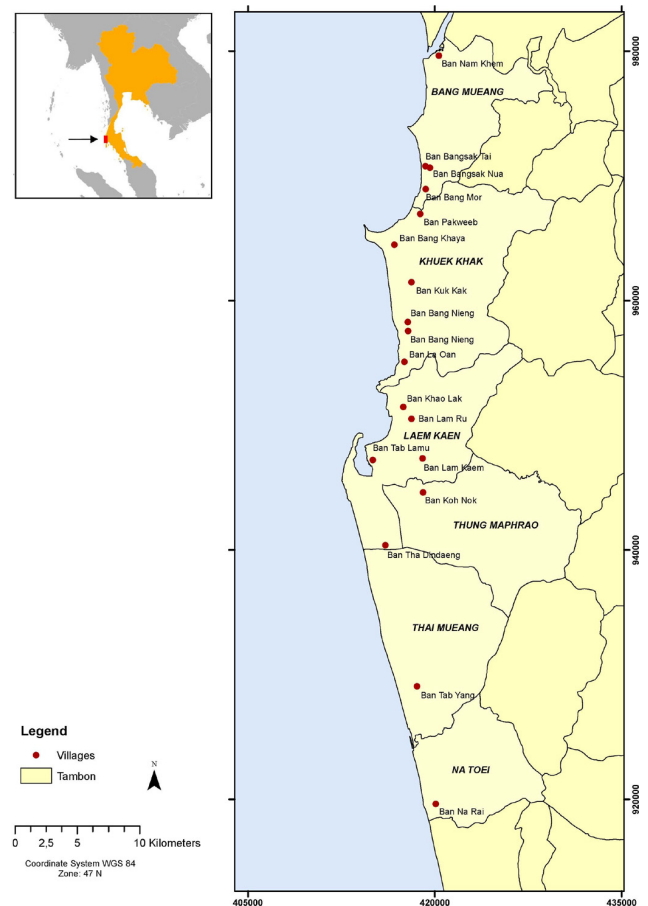 Ban Nam Khem
BANG MUEANG
Ban Bangsak Tai
Ban Bangsak Nua
Ban Bang Mor
Ban Pakweeb
Ban Bang Khaya
KHUEK KHAK
Ban Kuk Kak
Ban Bang Nieng
Ban Bang Nieng
Ban La Oan
Ban Khao Lak
Ban Lam Ru
LAEM KAEN
Ban Tab Lamu
Ban Lam Kaem
Ban Koh Nok
THUNG MAPHRAO
Ban Tha Dindaeng
THAI MUEANG
Ban Tab Yang
NA TOEI
Ban Na Rai
980000
960000
940000
920000
405000
420000
435000
Legend
Villages
Tambon
N
0 2,5 5 10 Kilometers
Coordinate System WGS 84
Zone: 47 N